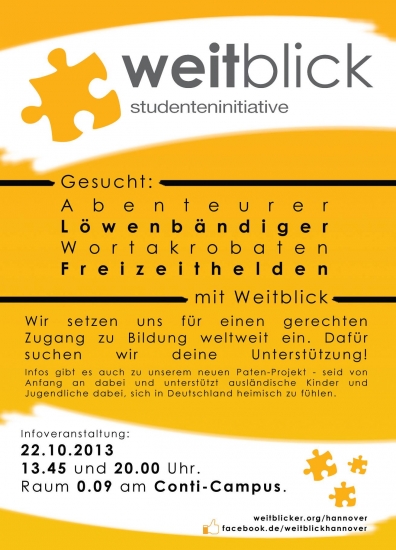 weitblick
studenteninitiative
Gesucht:
Abenteurer
Löwenbändiger
Wortakrobaten
Freizeithelden
mit Weitblick
Wir setzen uns für einen gerechten
Zugang zu Bildung weltweit ein. Dafür
suchen wir deine Unterstützung!
Infos gibt es auch zu unserem neuen Paten-Projekt - seid von
Anfang an dabei und unterstützt ausländische Kinder und
Jugendliche dabei, sich in Deutschland heimisch zu fühlen.
Infoveranstaltung:
22.10.2013
13.45 und 20.00 Uhr.
Raum 0.09 am Conti-Campus.
weitblicker.org/hannover
facebook.de/weitblickhannover